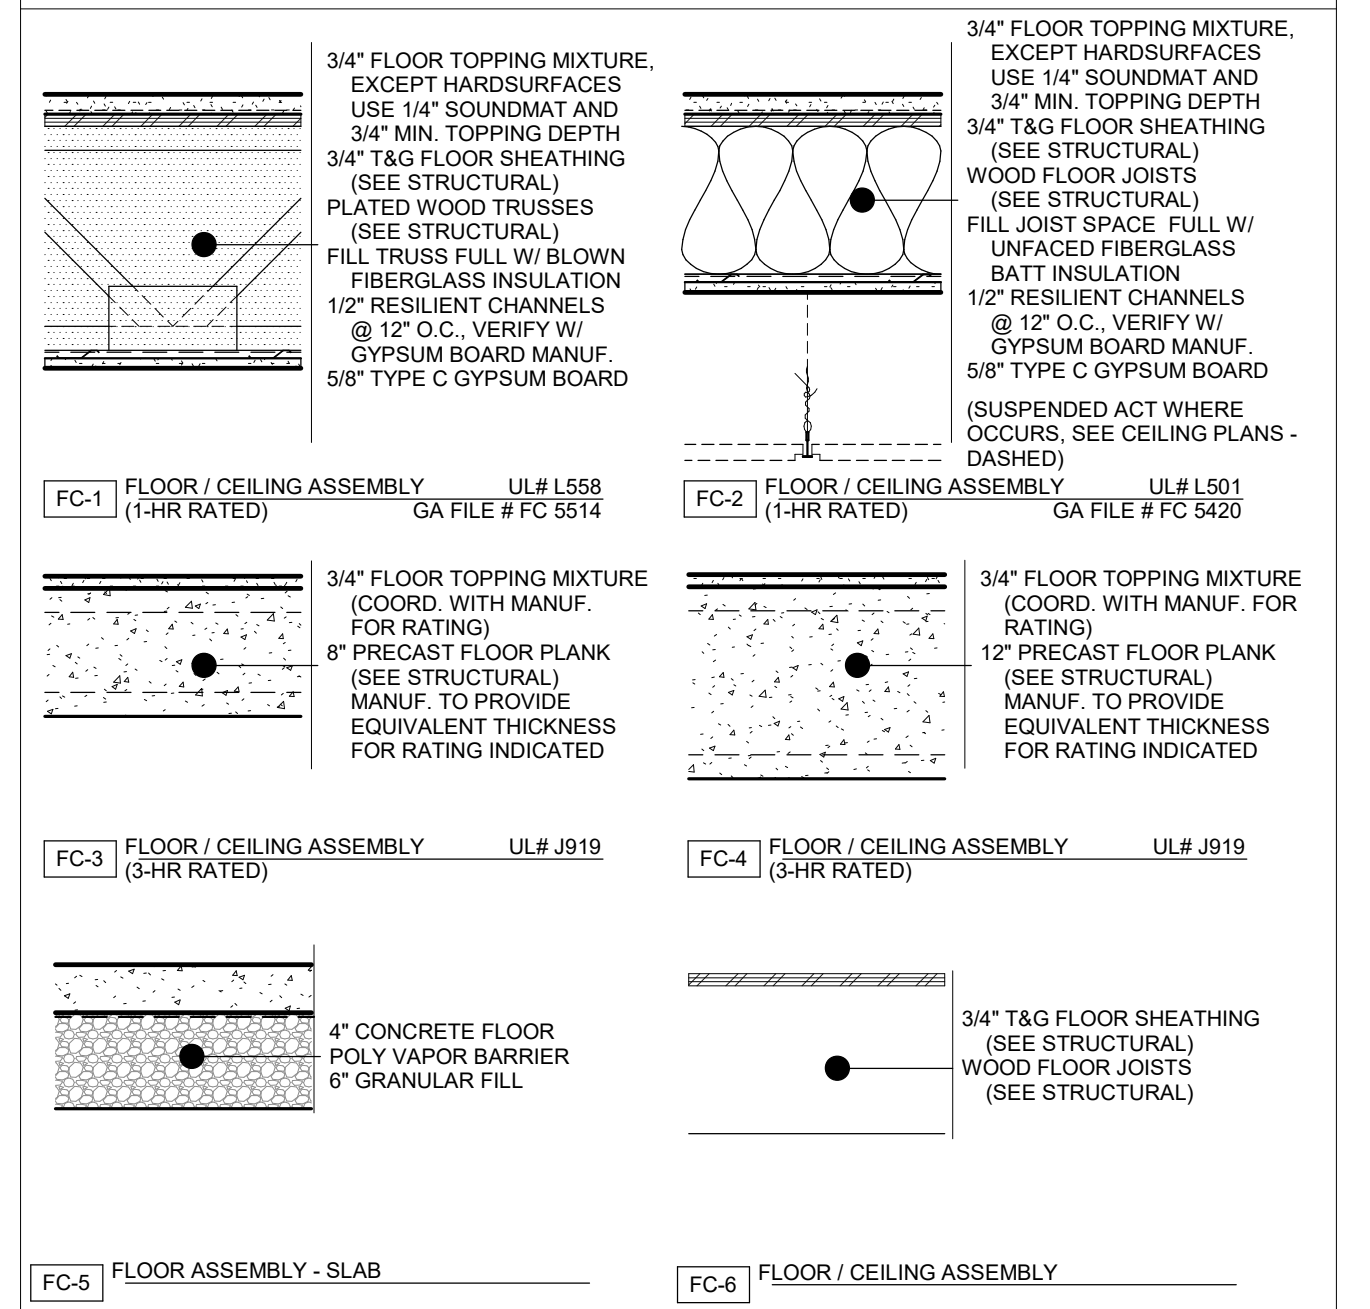 3/4" FLOOR TOPPING MIXTURE,
EXCEPT HARDSURFACES
USE 1/4" SOUNDMAT AND
3/4" MIN. TOPPING DEPTH
3/4" T&G FLOOR SHEATHING
(SEE STRUCTURAL)
PLATED WOOD TRUSSES
(SEE STRUCTURAL)
FILL TRUSS FULL W/ BLOWN
FIBERGLASS INSULATION
1/2" RESILIENT CHANNELS
@ 12" O.C., VERIFY W/
GYPSUM BOARD MANUF.
5/8" TYPE C GYPSUM BOARD
FC-1 FLOOR / CEILING ASSEMBLY UL# L558
(1-HR RATED) GA FILE # FC 5514
3/4" FLOOR TOPPING MIXTURE,
EXCEPT HARDSURFACES
USE 1/4" SOUNDMAT AND
3/4" MIN. TOPPING DEPTH
3/4" T&G FLOOR SHEATHING
(SEE STRUCTURAL)
WOOD FLOOR JOISTS
(SEE STRUCTURAL)
FILL JOIST SPACE FULL W/
UNFACED FIBERGLASS
BATT INSULATION
1/2" RESILIENT CHANNELS
@ 12" O.C., VERIFY W/
GYPSUM BOARD MANUF.
5/8" TYPE C GYPSUM BOARD
(SUSPENDED ACT WHERE
OCCURS, SEE CEILING PLANS -
DASHED)
FC-2 FLOOR / CEILING ASSEMBLY UL# L501
(1-HR RATED) GA FILE # FC 5420
3/4" FLOOR TOPPING MIXTURE
(COORD. WITH MANUF.
FOR RATING)
8" PRECAST FLOOR PLANK
(SEE STRUCTURAL)
MANUF. TO PROVIDE
EQUIVALENT THICKNESS
FOR RATING INDICATED
FC-3 FLOOR / CEILING ASSEMBLY UL# J919
(3-HR RATED)
3/4" FLOOR TOPPING MIXTURE
(COORD. WITH MANUF. FOR
RATING)
12" PRECAST FLOOR PLANK
(SEE STRUCTURAL)
MANUF. TO PROVIDE
EQUIVALENT THICKNESS
FOR RATING INDICATED
FC-4 FLOOR / CEILING ASSEMBLY UL# J919
(3-HR RATED)
4" CONCRETE FLOOR
POLY VAPOR BARRIER
6" GRANULAR FILL
FC-5 FLOOR ASSEMBLY - SLAB
3/4" T&G FLOOR SHEATHING
(SEE STRUCTURAL)
WOOD FLOOR JOISTS
(SEE STRUCTURAL)
FC-6 FLOOR / CEILING ASSEMBLY